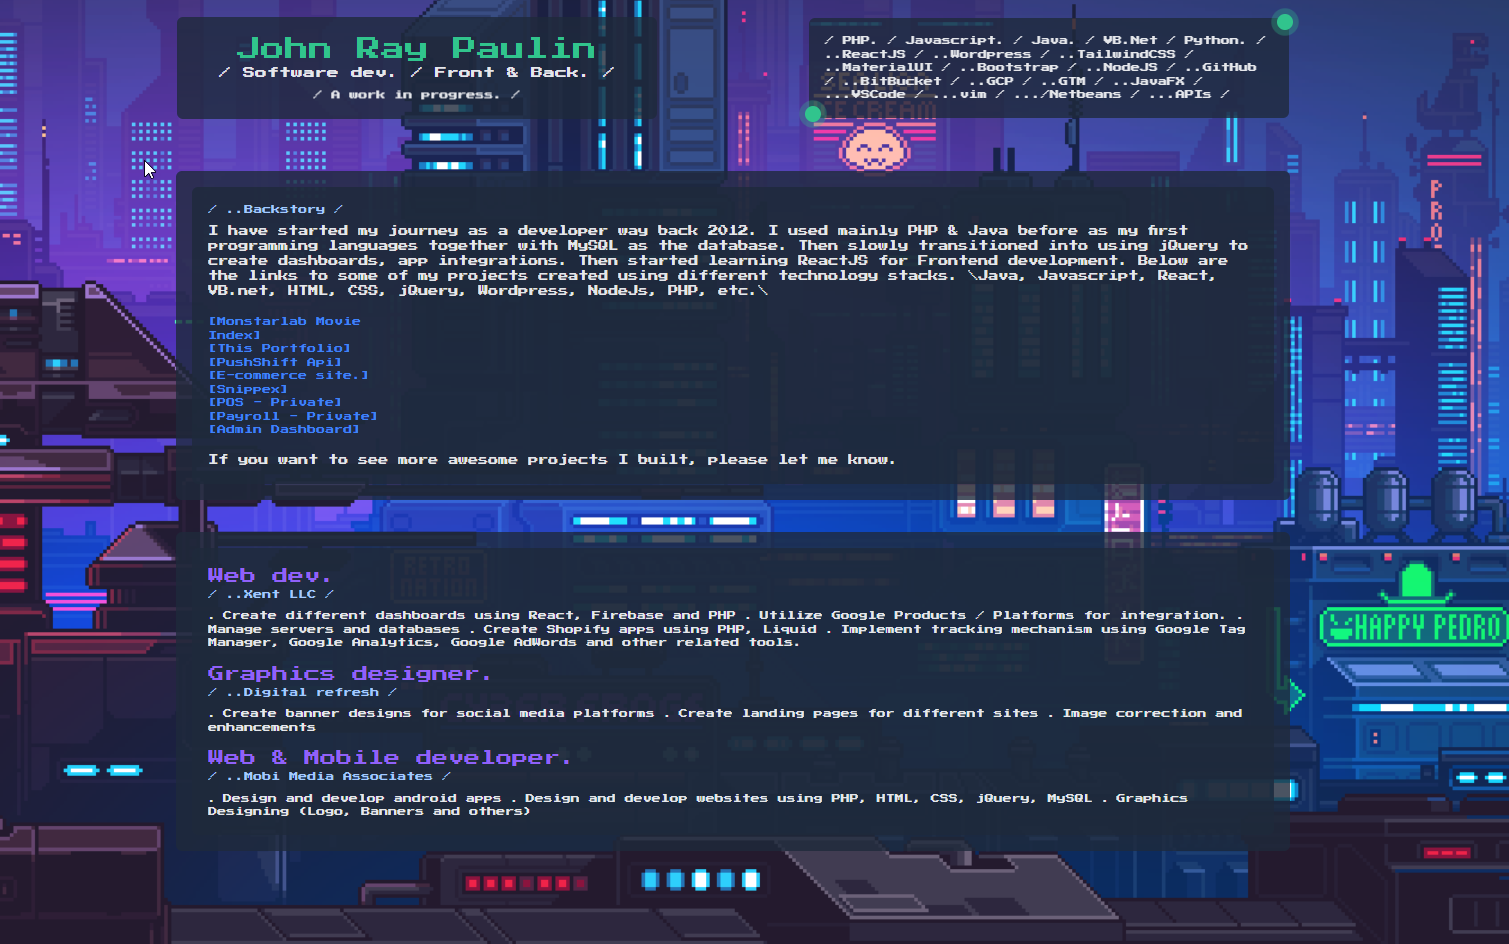 John Ray Paulin
/ Software dev. / Front & Back. /
/ A work in progress. /
/ PHP. / Javascript. / Java. / VB.Net / Python. /
..ReactJS / ..Wordpress / ..TailwindCSS /
..MaterialUI / ..Bootstrap / ..NodeJS / ..GitHub
/ ..BitBucket / ..GCP / ..GTM / ..JavaFX /
...VSCode / ...vim / .../Netbeans / ...APIs /
ICECREAM
PRO
/ ..Backstory /
I have started my journey as a developer way back 2012. I used mainly PHP & Java before as my first
programming languages together with MySQL as the database. Then slowly transitioned into using jQuery to
create dashboards, app integrations. Then started learning ReactJS for Frontend development. Below are
the links to some of my projects created using different technology stacks. \Java, Javascript, React,
VB.net, HTML, CSS, jQuery, Wordpress, NodeJs, PHP, etc.\
[Monstarlab Movie
Index]
[This Portfolio]
[PushShift Api]
[E-commerce site.]
[Snippex]
[POS - Private]
[Payroll - Private]
[Admin Dashboard]
If you want to see more awesome projects I built, please let me know.
RETRO
NATION
HAPPY PEDRO
Web dev.
/ ..Xent LLC /
. Create different dashboards using React, Firebase and PHP . Utilize Google Products / Platforms for integration. .
Manage servers and databases . Create Shopify apps using PHP, Liquid . Implement tracking mechanism using Google Tag
Manager, Google Analytics, Google AdWords and other related tools.
Graphics designer.
/ ..Digital refresh /
. Create banner designs for social media platforms . Create landing pages for different sites . Image correction and
enhancements
Web & Mobile developer.
/ ..Mobi Media Associates /
. Design and develop android apps . Design and develop websites using PHP, HTML, CSS, jQuery, MySQL . Graphics
Designing (Logo, Banners and others)